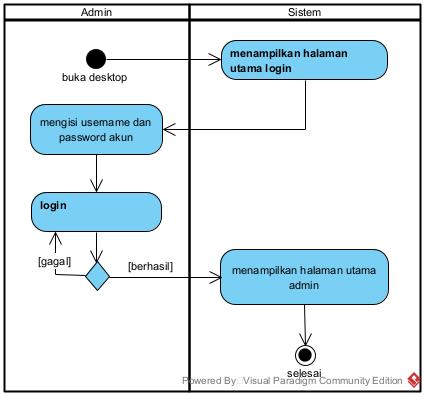 Admin
Sistem
buka desktop
menampilkan halaman
utama login
mengisi username dan
password akun
login
[gagal]
[berhasil]
menampilkan halaman utama
admin
selesai
Powered By Visual Paradigm Community Edition